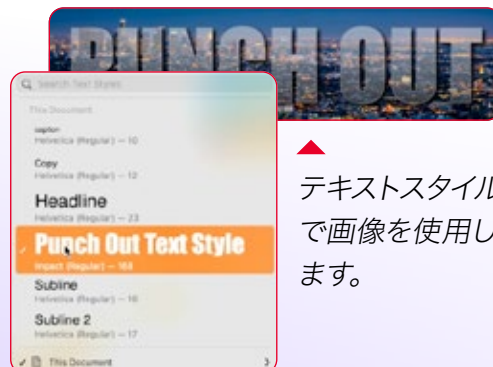 PUNCH OUT
Search Text Styles
This Document
caption
Helvetica (Regular) — 10
Copy
Helvetica (Regular) — 12
Headline
Helvetica (Regular) — 23
Punch Out Text Style
Impact (Regular) — 168
Subline
Helvetica (Regular) — 16
Subline 2
Helvetica (Regular) — 17
This Document
テキストスタイル
で画像を使用し
ます。